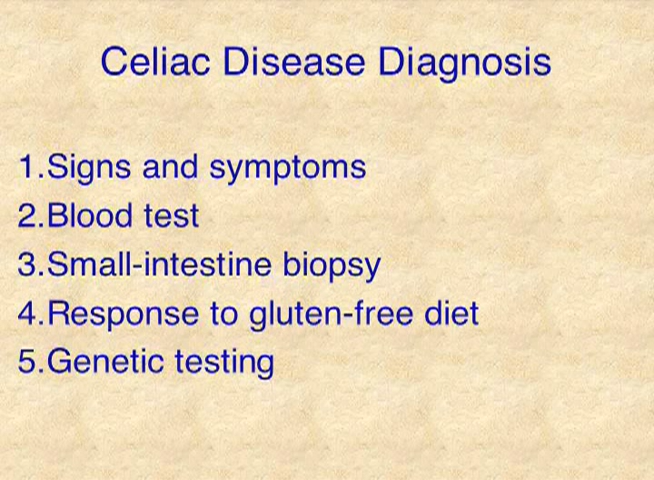 Celiac Disease Diagnosis
1.Signs and symptoms
2.Blood test
3.Small-intestine biopsy
4.Response to gluten-free diet
5.Genetic testing